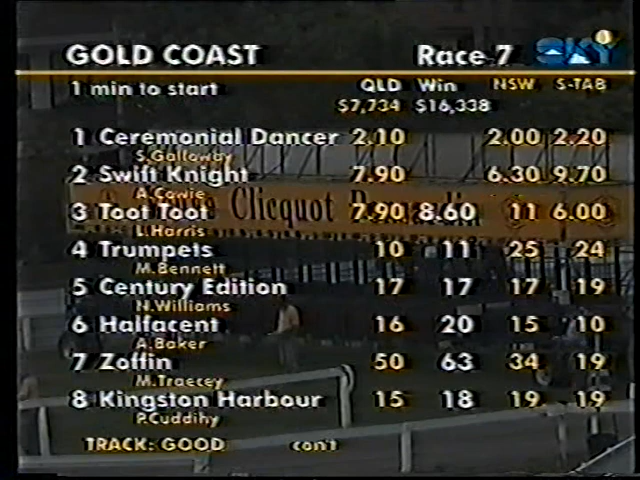 GOLD COAST Race 7 SKY 1
1 min to start QLD Win NSW S-TAB
$7,734 $16,338
1 Ceremonial Dancer 2.10 2.00 2.20
S.Galloway
2 Swift Knight 7.90 6.30 9.70
A.Cowie
Clicquot
3 Toot Toot 7.90 8.60 11 6.00
L.Harris
4 Trumpets 10 11 25 24
M.Bennett
5 Century Edition 17 17 17 19
N.Williams
6 Halfacent 16 20 15 10
A.Baker
7 Zoffin 50 63 34 19
M.Traecey
8 Kingston Harbour 15 18 19 19
P.Cuddihy
TRACK: GOOD con't